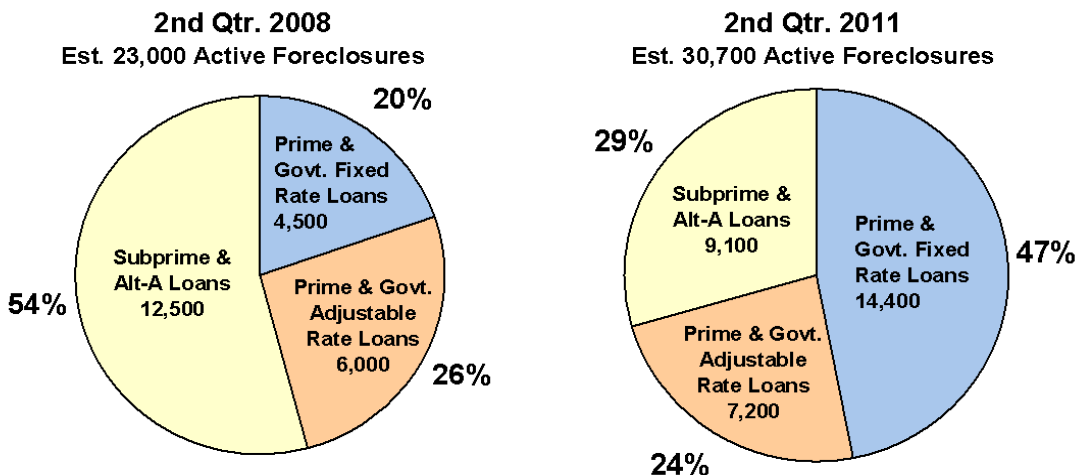 2nd Qtr. 2008
Est. 23,000 Active Foreclosures
20%
Prime &
Govt. Fixed
Rate Loans
4,500
Subprime &
Alt-A Loans
12,500
54%
Prime & Govt.
Adjustable
Rate Loans
6,000
26%
2nd Qtr. 2011
Est. 30,700 Active Foreclosures
29%
Subprime &
Alt-A Loans
9,100
Prime &
Govt. Fixed
Rate Loans
14,400
47%
Prime & Govt.
Adjustable
Rate Loans
7,200
24%